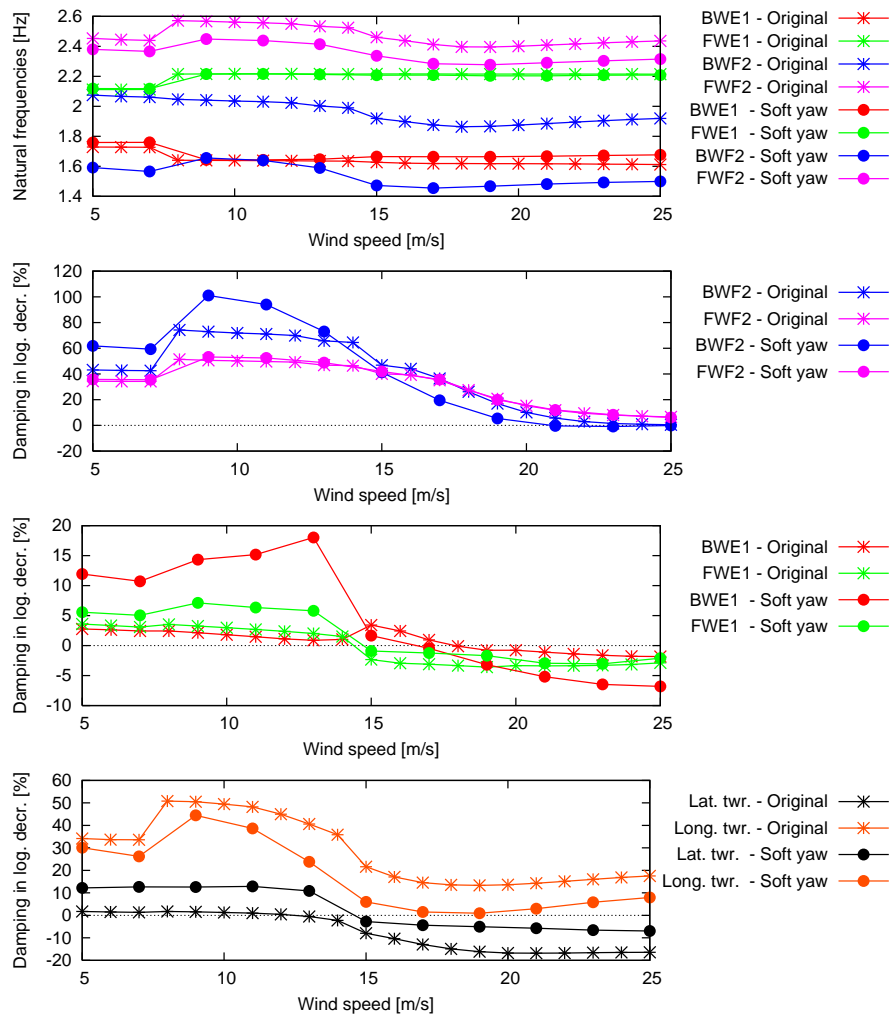 Natural frequencies [Hz]
2.6
2.4
2.2
2
1.8
1.6
1.4
5 10 15 20 25
Wind speed [m/s]
BWE1 - Original
FWE1 - Original
BWF2 - Original
FWF2 - Original
BWE1 - Soft yaw
FWE1 - Soft yaw
BWF2 - Soft yaw
FWF2 - Soft yaw
Damping in log. decr. [%]
120
100
80
60
40
20
0
-20
5 10 15 20 25
Wind speed [m/s]
BWF2 - Original
FWF2 - Original
BWF2 - Soft yaw
FWF2 - Soft yaw
Damping in log. decr. [%]
20
15
10
5
0
-5
-10
5 10 15 20 25
Wind speed [m/s]
BWE1 - Original
FWE1 - Original
BWE1 - Soft yaw
FWE1 - Soft yaw
Damping in log. decr. [%]
60
50
40
30
20
10
0
-10
-20
5 10 15 20 25
Wind speed [m/s]
Lat. twr. - Original
Long. twr. - Original
Lat. twr. - Soft yaw
Long. twr. - Soft yaw